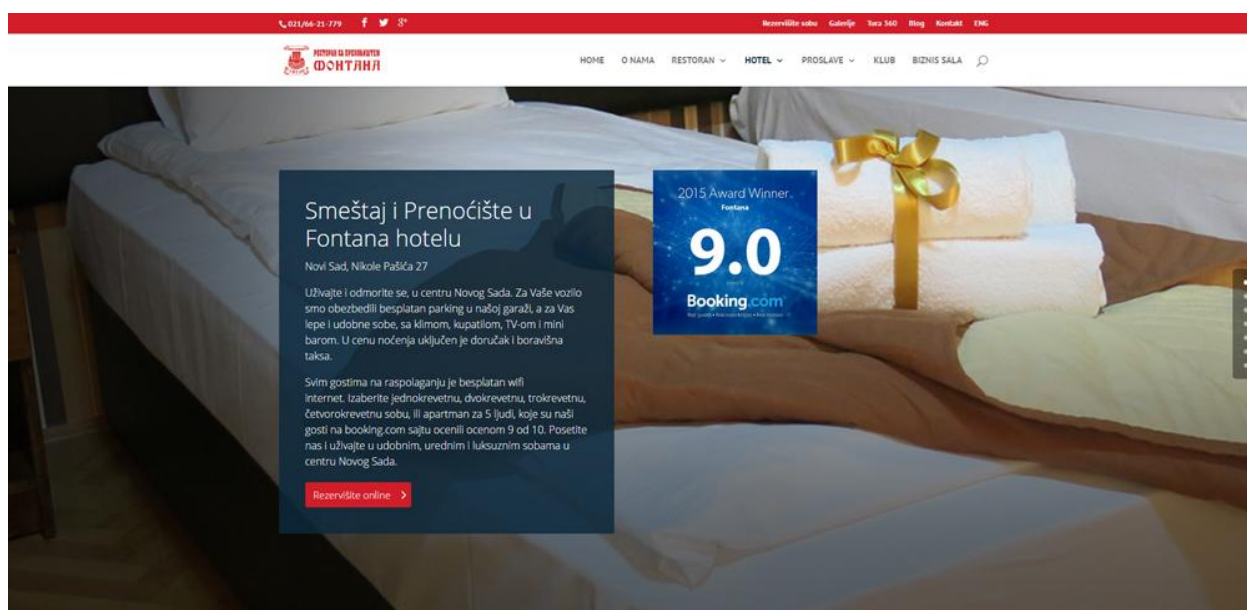 021/66-21-779
Rezervišite sobu Galerije Tura 360 Blog Kontakt ENG
РЕСТОРАН СА ПРЕНОЋИШТЕМ
ФОНТАНА
HOME O NAMA RESTORAN HOTEL PROSLAVE KLUB BIZNIS SALA
Smeštaj i Prenoćište u
Fontana hotelu
Novi Sad, Nikole Pašića 27
Uživajte i odmorite se, u centru Novog Sada. Za Vaše vozilo
smo obezbedili besplatan parking u našoj garaži, a za Vas
lepe i udobne sobe, sa klimom, kupatilom, TV-om i mini
barom. U cenu noćenja uključen je doručak i boravišna
taksa.
Svim gostima na raspolaganju je besplatan wifi
internet. Izaberite jednokrevetnu, dvokrevetnu, trokrevetnu,
četvorokrevetnu sobu, ili apartman za 5 ljudi, koje su naši
gosti na booking.com sajtu ocenili ocenom 9 od 10. Posetite
nas i uživajte u udobnim, urednim i luksuznim sobama u
centru Novog Sada.
Rezervišite online
2015 Award Winner
Fontana
9.0
Booking.com